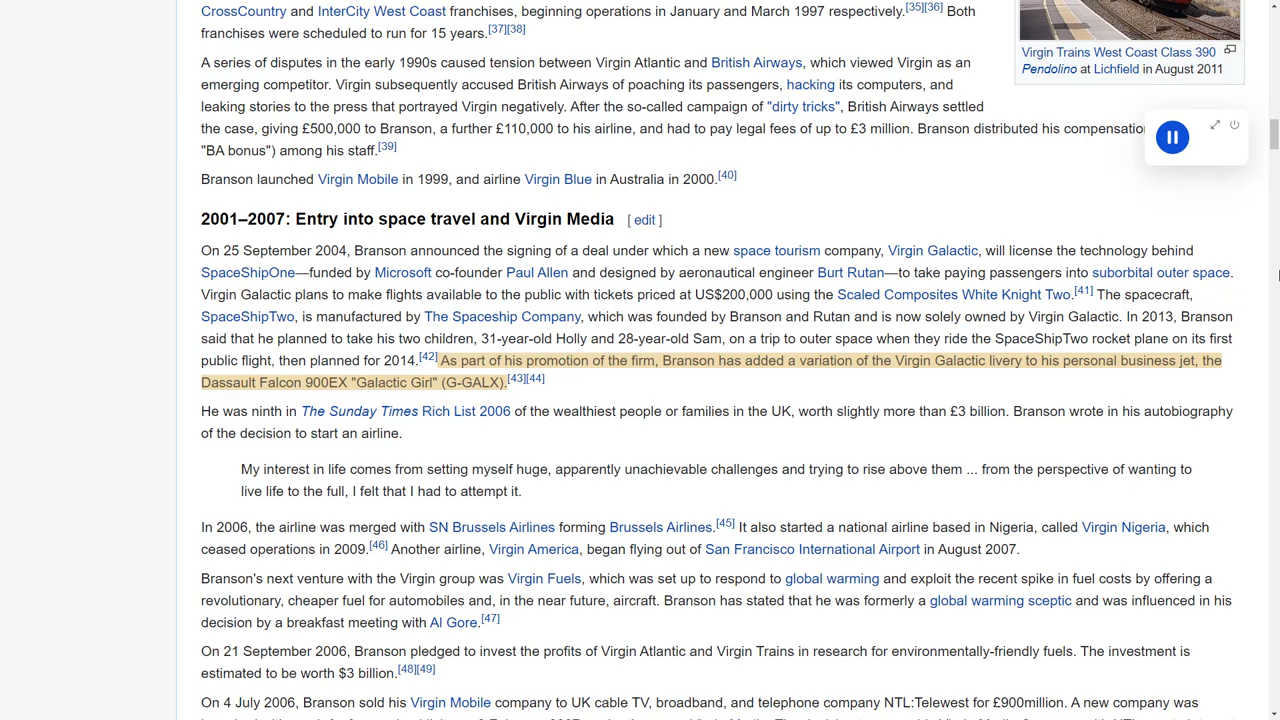 CrossCountry and InterCity West Coast franchises, beginning operations in January and March 1997 respectively.[35][36] Both
franchises were scheduled to run for 15 years.[37][38]
Virgin Trains West Coast Class 390
Pendolino at Lichfield in August 2011
A series of disputes in the early 1990s caused tension between Virgin Atlantic and British Airways, which viewed Virgin as an
emerging competitor. Virgin subsequently accused British Airways of poaching its passengers, hacking its computers, and
leaking stories to the press that portrayed Virgin negatively. After the so-called campaign of "dirty tricks", British Airways settled
the case, giving £500,000 to Branson, a further £110,000 to his airline, and had to pay legal fees of up to £3 million. Branson distributed his
"BA bonus") among his staff.[39]
Branson launched Virgin Mobile in 1999, and airline Virgin Blue in Australia in 2000.[40]
2001–2007: Entry into space travel and Virgin Media [ edit ]
On 25 September 2004, Branson announced the signing of a deal under which a new space tourism company, Virgin Galactic, will license the technology behind
SpaceShipOne—funded by Microsoft co-founder Paul Allen and designed by aeronautical engineer Burt Rutan—to take paying passengers into suborbital outer space.
Virgin Galactic plans to make flights available to the public with tickets priced at US$200,000 using the Scaled Composites White Knight Two.[41] The spacecraft,
SpaceShipTwo, is manufactured by The Spaceship Company, which was founded by Branson and Rutan and is now solely owned by Virgin Galactic. In 2013, Branson
said that he planned to take his two children, 31-year-old Holly and 28-year-old Sam, on a trip to outer space when they ride the SpaceShipTwo rocket plane on its first
public flight, then planned for 2014.[42] As part of his promotion of the firm, Branson has added a variation of the Virgin Galactic livery to his personal business jet, the
Dassault Falcon 900EX "Galactic Girl" (G-GALX).[43][44]
He was ninth in The Sunday Times Rich List 2006 of the wealthiest people or families in the UK, worth slightly more than £3 billion. Branson wrote in his autobiography
of the decision to start an airline.
My interest in life comes from setting myself huge, apparently unachievable challenges and trying to rise above them ... from the perspective of wanting to
live life to the full, I felt that I had to attempt it.
In 2006, the airline was merged with SN Brussels Airlines forming Brussels Airlines.[45] It also started a national airline based in Nigeria, called Virgin Nigeria, which
ceased operations in 2009.[46] Another airline, Virgin America, began flying out of San Francisco International Airport in August 2007.
Branson's next venture with the Virgin group was Virgin Fuels, which was set up to respond to global warming and exploit the recent spike in fuel costs by offering a
revolutionary, cheaper fuel for automobiles and, in the near future, aircraft. Branson has stated that he was formerly a global warming sceptic and was influenced in his
decision by a breakfast meeting with Al Gore.[47]
On 21 September 2006, Branson pledged to invest the profits of Virgin Atlantic and Virgin Trains in research for environmentally-friendly fuels. The investment is
estimated to be worth $3 billion.[48][49]
On 4 July 2006, Branson sold his Virgin Mobile company to UK cable TV, broadband, and telephone company NTL:Telewest for £900million. A new company was